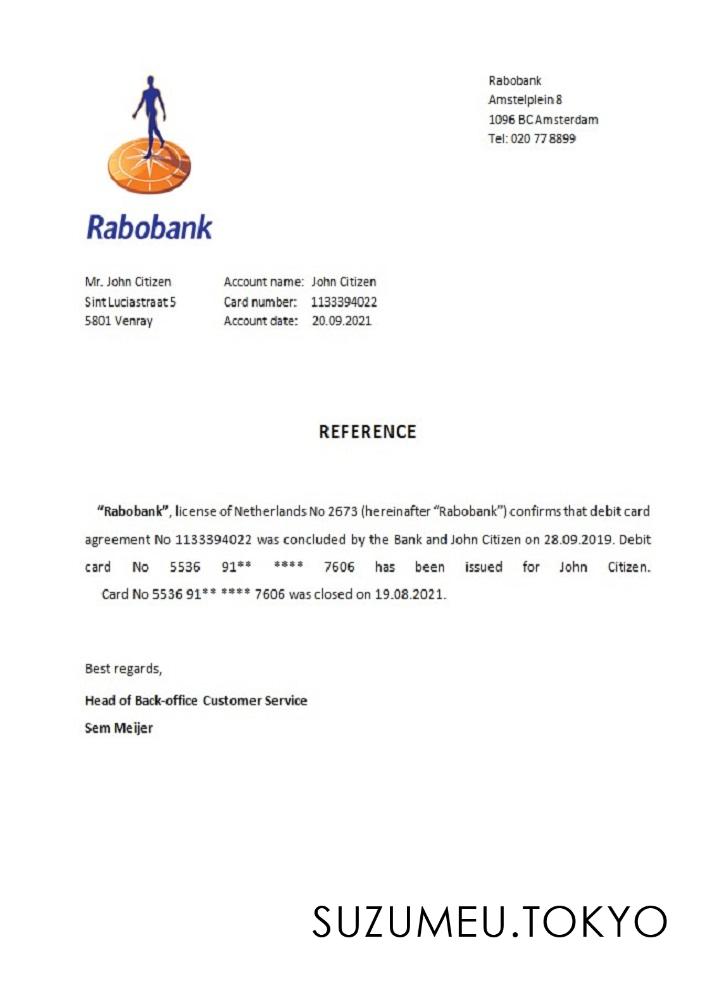 Rabobank
Amstelplein 8
1096 BC Amsterdam
Tel: 020 77 8899
Rabobank
Mr. John Citizen
Sint Luciastraat 5
5801 Venray
Account name: John Citizen
Card number: 1133394022
Account date: 20.09.2021
REFERENCE
“Rabobank”, license of Netherlands No 2673 (hereinafter “Rabobank”) confirms that debit card
agreement No 1133394022 was concluded by the Bank and John Citizen on 28.09.2019. Debit
card No 5536 91** **** 7606 has been issued for John Citizen.
Card No 5536 91** **** 7606 was closed on 19.08.2021.
Best regards,
Head of Back-office Customer Service
Sem Meijer
SUZUMEU.TOKYO